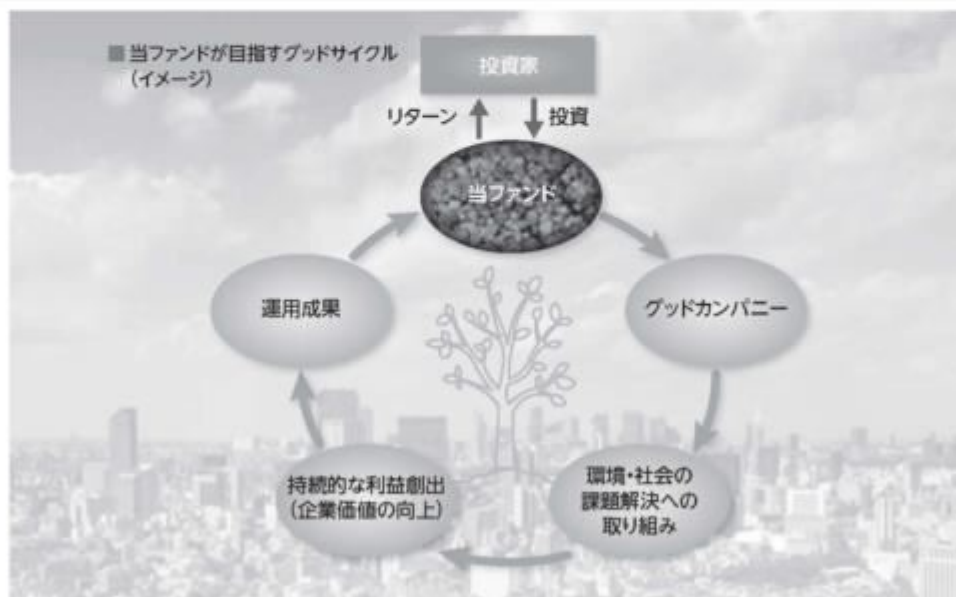 ■ 当ファンドが目指すグッドサイクル
（イメージ）
投資家
リターン
投資
当ファンド
運用成果
グッドカンパニー
持続的な利益創出
（企業価値の向上）
環境・社会の
課題解決への
取り組み